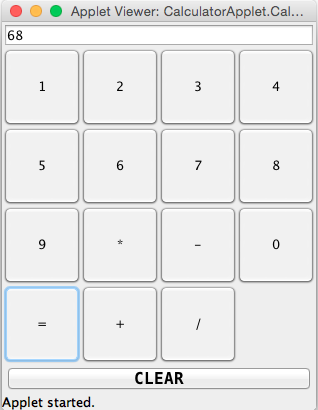 Applet Viewer: CalculatorApplet.Cal...
68
1 2 3 4
5 6 7 8
9 * - 0
= + /
CLEAR
Applet started.